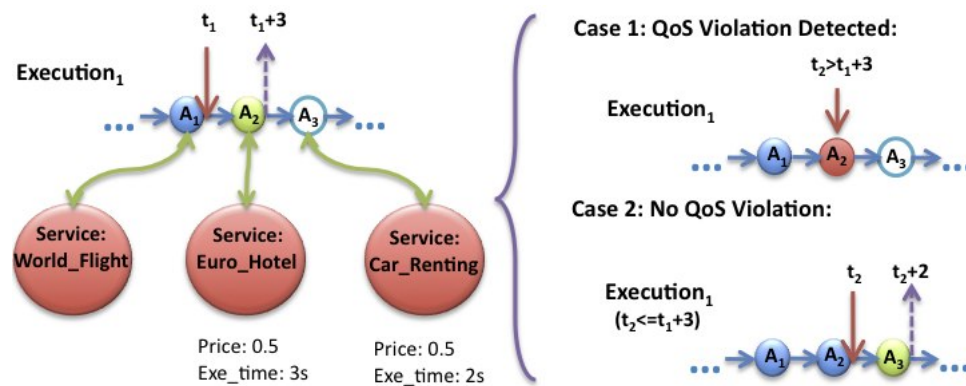 t1
t1+3
Execution1
...
A1
A2
A3
...
Service:
World_Flight
Service:
Euro_Hotel
Service:
Car_Renting
Price: 0.5
Exe_time: 3s
Price: 0.5
Exe_time: 2s
Case 1: QoS Violation Detected:
t2>t1+3
Execution1
...
A1
A2
A3
...
Case 2: No QoS Violation:
t2
t2+2
Execution1
(t2<=t1+3)
...
A1
A2
A3
...